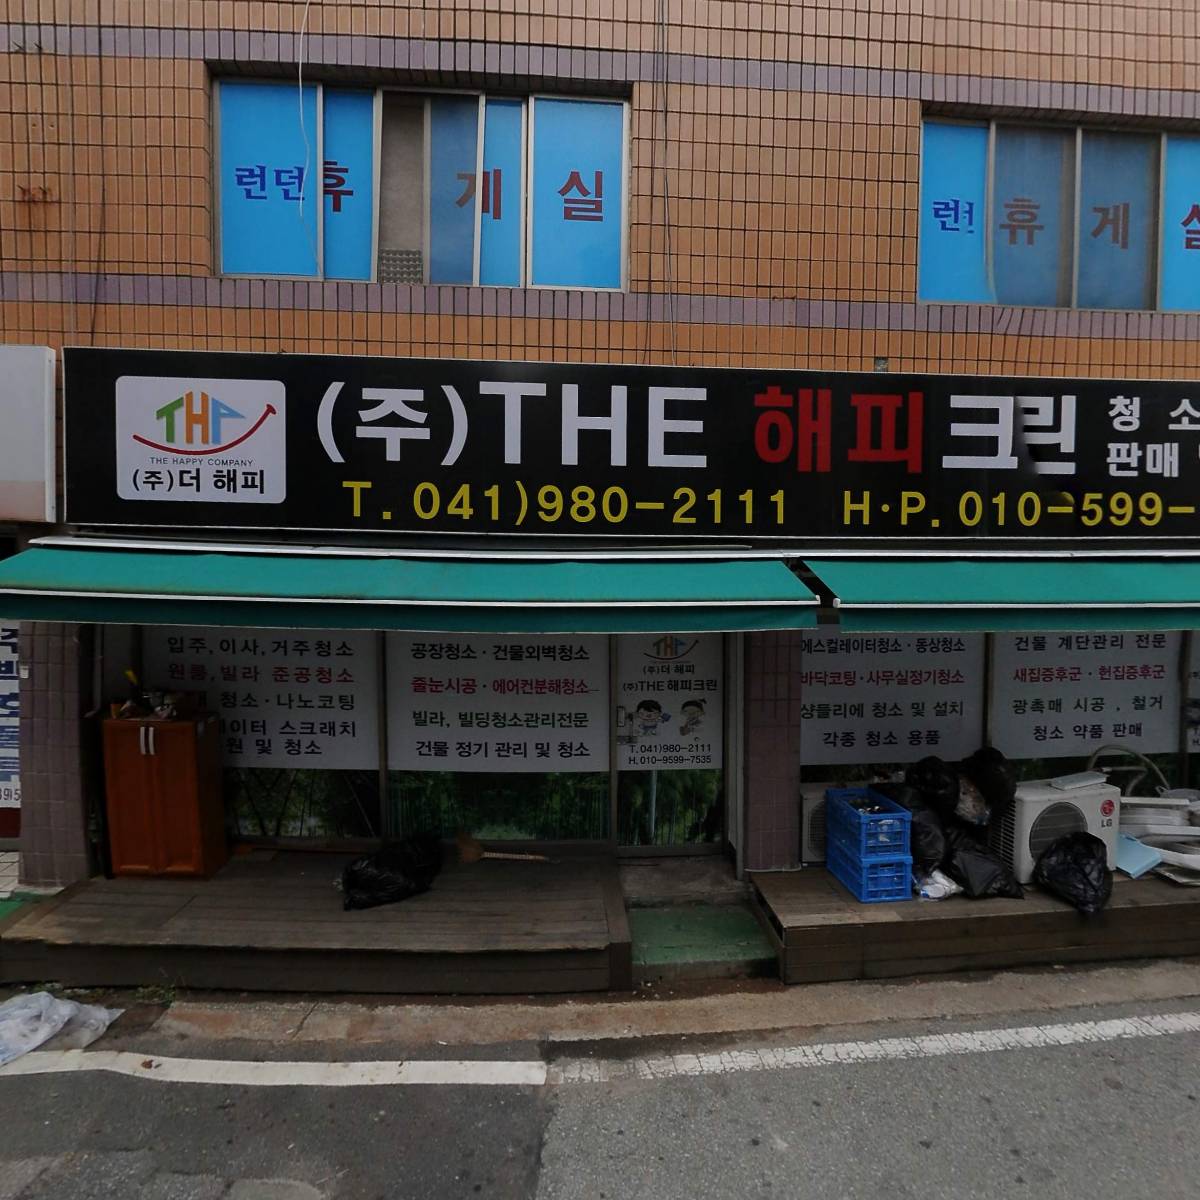 런던휴 게 실
휴 게
THE HAPPY COMPANY
(주)더 해피
(주)THE 해피크린
청 소
판매
T. 041)980-2111 H·P. 010-599-
입주, 이사, 거주청소
원룸, 빌라 준공청소
청소·나노코팅
이터 스크래치
원 및 청소
공장청소·건물외벽청소
줄눈시공·에어컨분해청소
빌라, 빌딩청소관리전문
건물 정기 관리 및 청소
(주)더 해피
(주)THE 해피크린
T.041)980-2111
H.010-9599-7535
에스컬레이터청소·동상청소
바닥코팅·사무실정기청소
샹들리에 청소 및 설치
각종 청소 용품
건물 계단관리 전문
새집증후군·헌집증후군
광촉매 시공, 철거
청소 약품 판매
LG